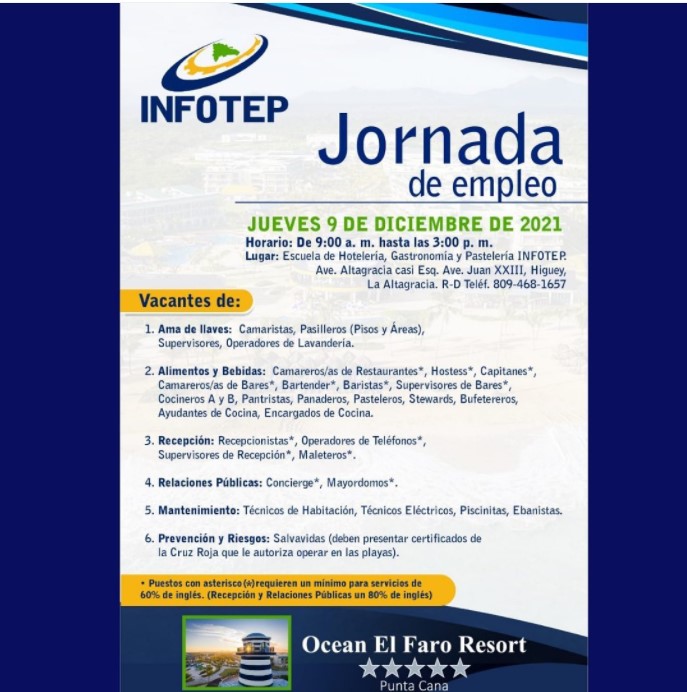 INFOTEP
Jornada
de empleo
JUEVES 9 DE DICIEMBRE DE 2021
Horario: De 9:00 a. m. hasta las 3:00 p. m.
Lugar: Escuela de Hotelería, Gastronomía y Pastelería INFOTEP.
Ave. Altagracia casi Esq. Ave. Juan XXIII, Higuey,
La Altagracia. R-D Teléf. 809-468-1657
Vacantes de:
1. Ama de llaves: Camaristas, Pasilleros (Pisos y Áreas),
Supervisores, Operadores de Lavandería.
2. Alimentos y Bebidas: Camareros/as de Restaurantes*, Hostess*, Capitanes*,
Camareros/as de Bares*, Bartender*, Baristas*, Supervisores de Bares*,
Cocineros A y B, Pantristas, Panaderos, Pasteleros, Stewards, Bufetereros,
Ayudantes de Cocina, Encargados de Cocina.
3. Recepción: Recepcionistas*, Operadores de Teléfonos*,
Supervisores de Recepción*, Maleteros*.
4. Relaciones Públicas: Concierge*, Mayordomos*.
5. Mantenimiento: Técnicos de Habitación, Técnicos Eléctricos, Piscinitas, Ebanistas.
6. Prevención y Riesgos: Salvavidas (deben presentar certificados de
la Cruz Roja que le autoriza operar en las playas).
• Puestos con asterisco (*)requieren un mínimo para servicios de
60% de inglés. (Recepción y Relaciones Públicas un 80% de inglés)
Ocean El Faro Resort
Punta Cana